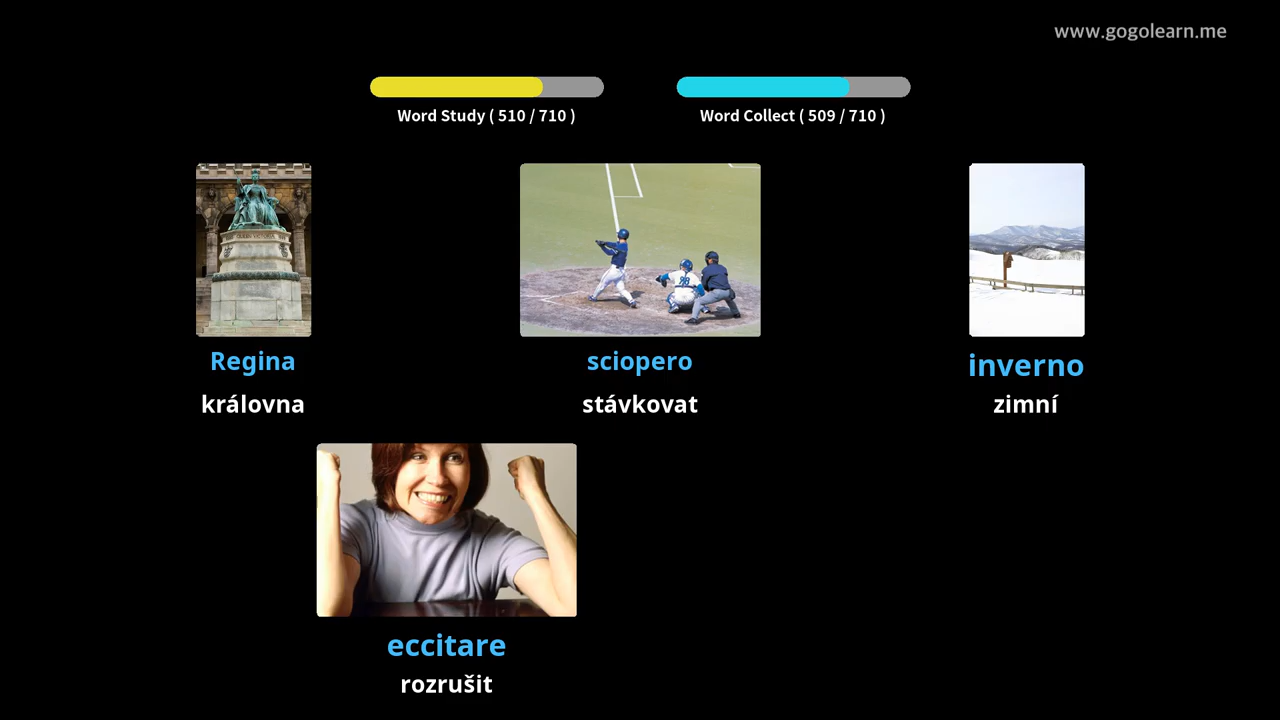 www.gogolearn.me
Word Study ( 510 / 710 )
Word Collect ( 509 / 710 )
Regina
sciopero
inverno
královna
stávkovat
zimní
eccitare
rozrušit